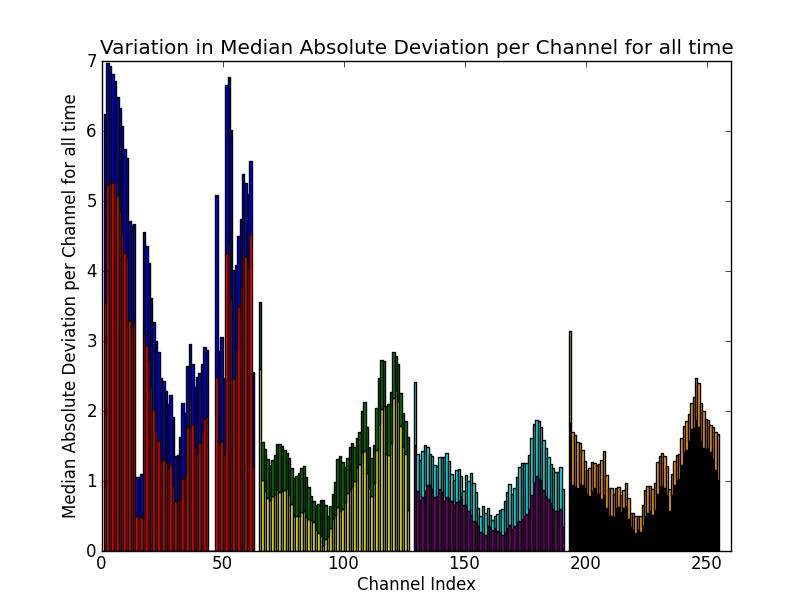 Variation in Median Absolute Deviation per Channel for all time
Median Absolute Deviation per Channel for all time
7
6
5
4
3
2
1
0
0 50 100 150 200 250
Channel Index